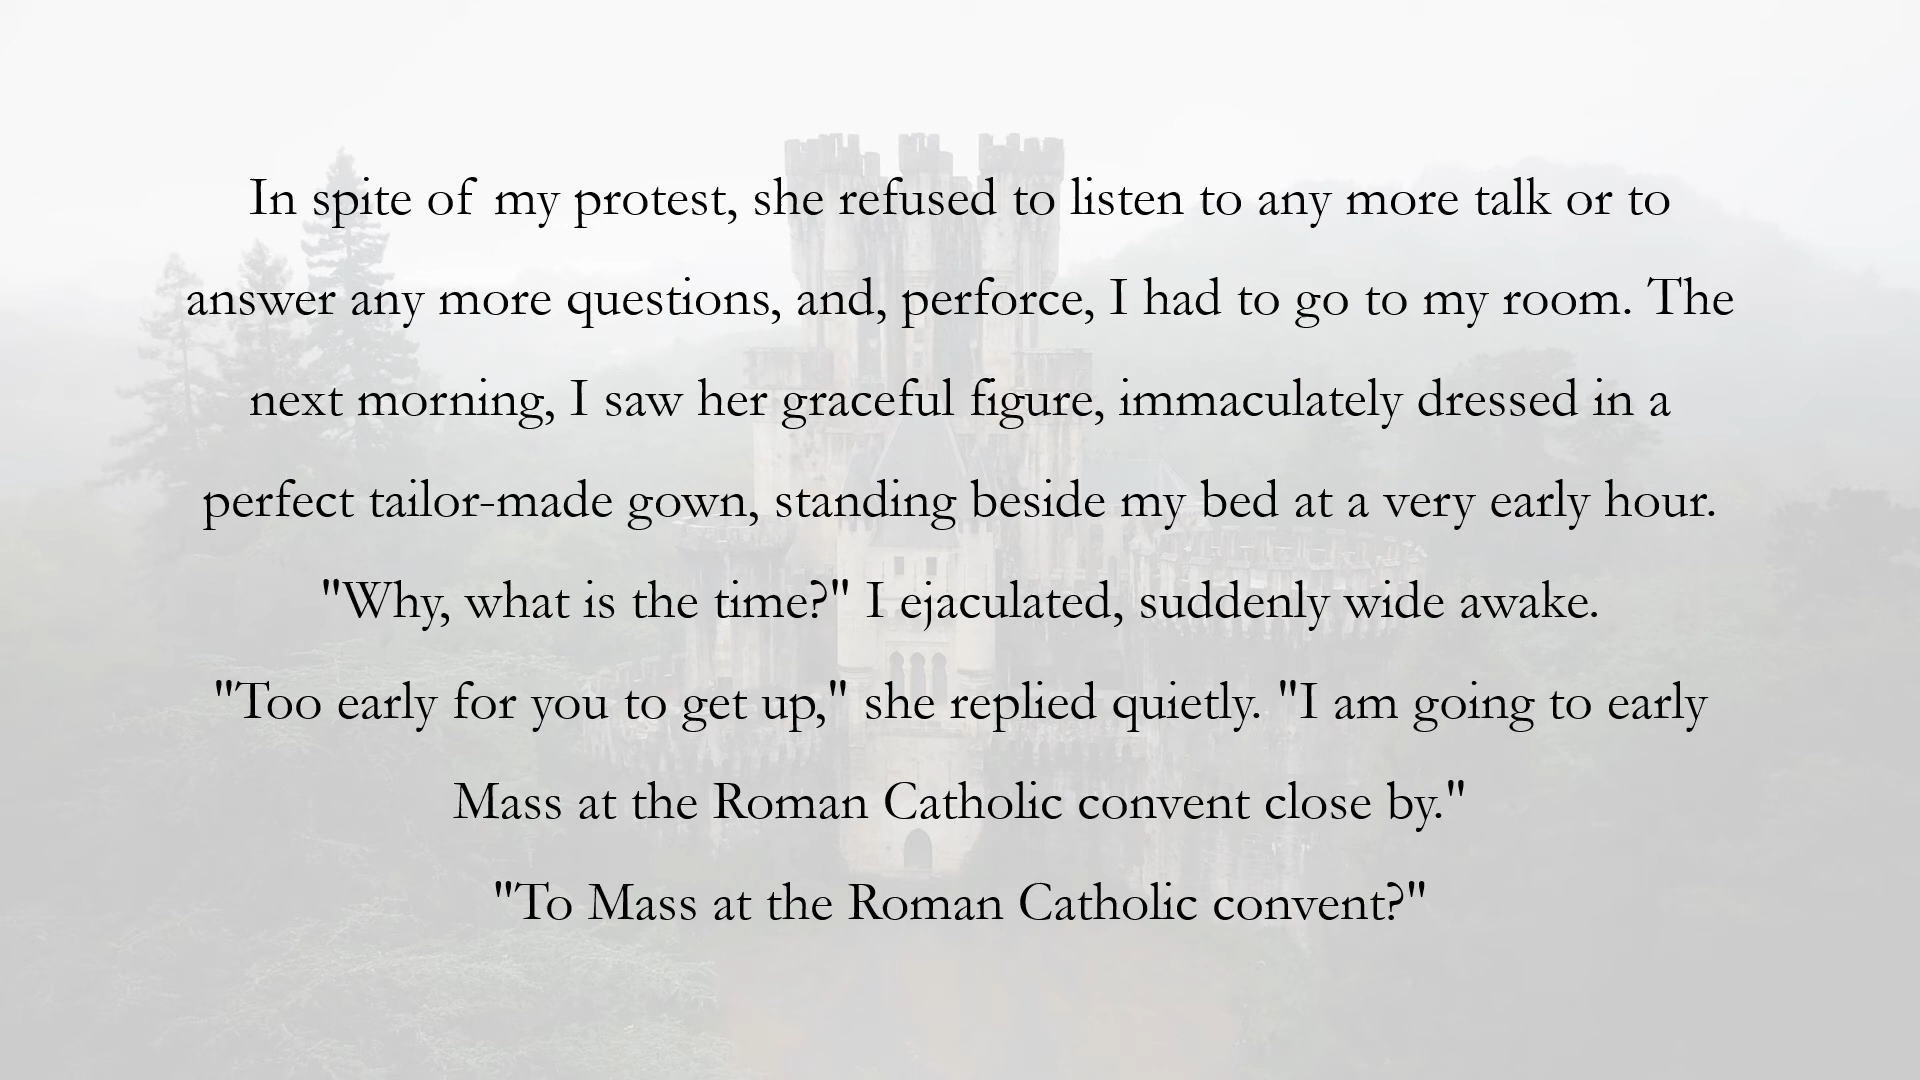 In spite of my protest, she refused to listen to any more talk or to
answer any more questions, and, perforce, I had to go to my room. The
next morning, I saw her graceful figure, immaculately dressed in a
perfect tailor-made gown, standing beside my bed at a very early hour.
"Why, what is the time?" I ejaculated, suddenly wide awake.
"Too early for you to get up," she replied quietly. "I am going to early
Mass at the Roman Catholic convent close by."
"To Mass at the Roman Catholic convent?"